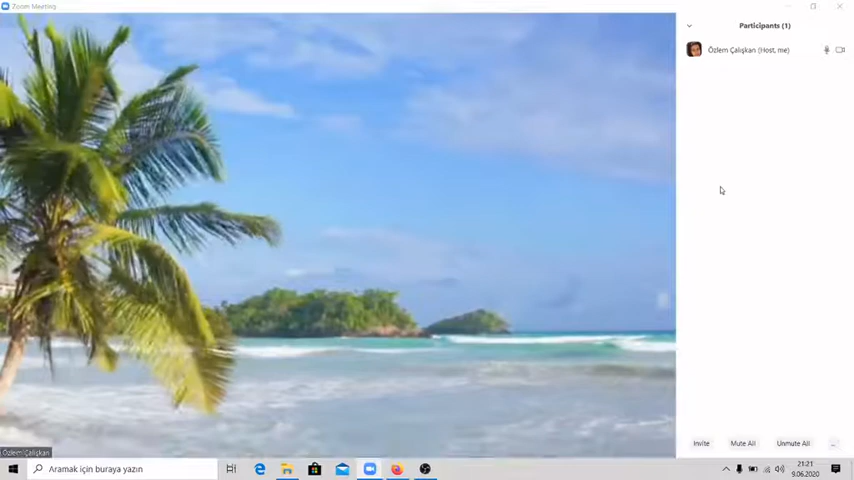 Zoom Meeting
Participants (1)
Özlem Çalışkan (Host, me)
Özlem Çalışkan
Invite
Mute All
Unmute All
...
Aramak için buraya yazın
21:21
9.06.2020